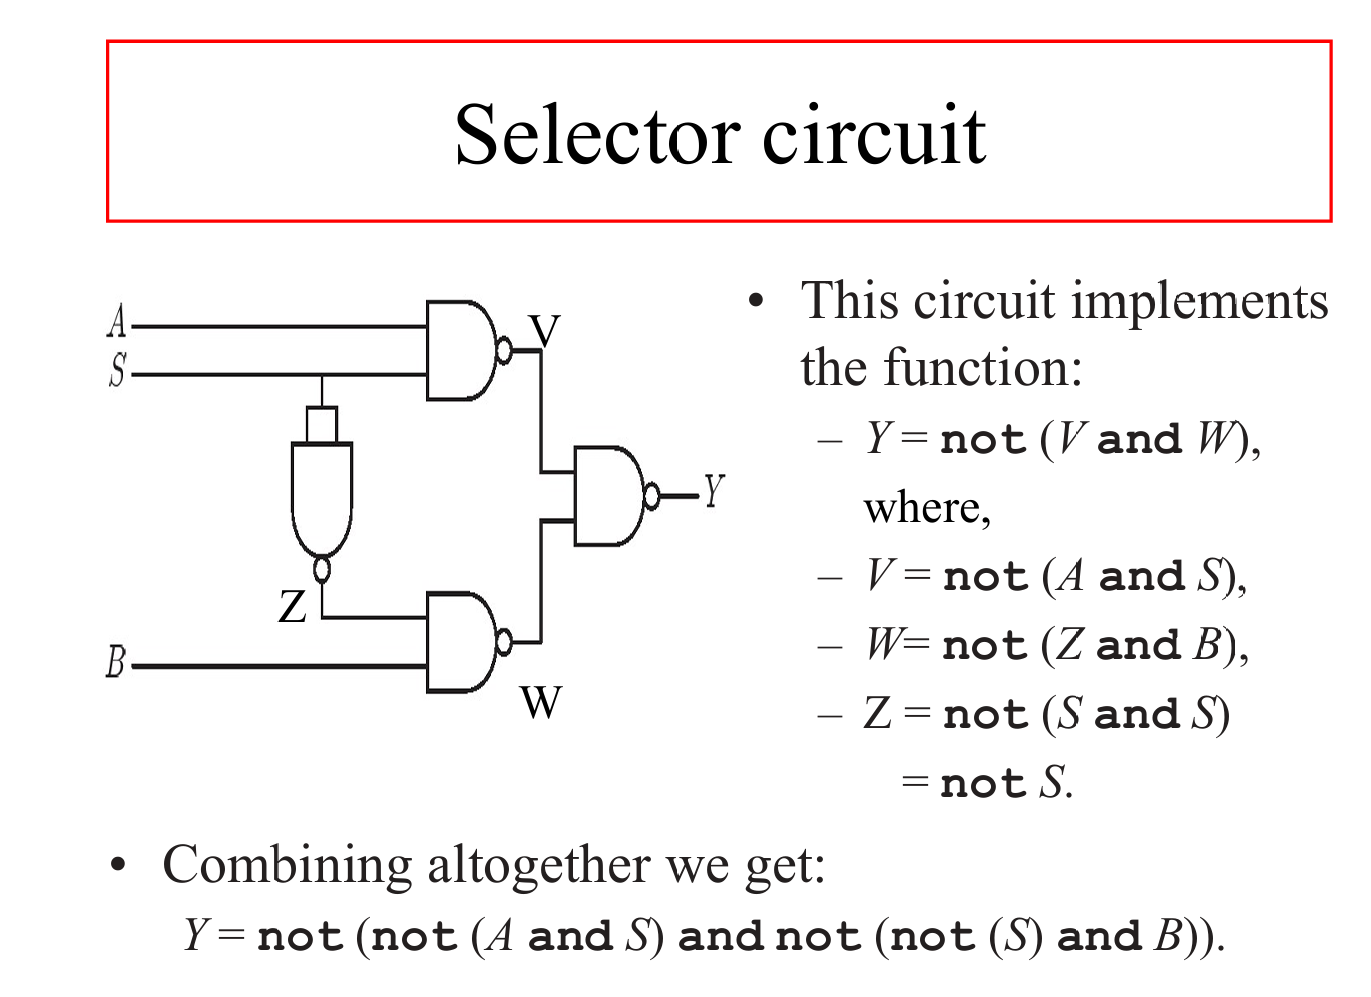 Selector circuit
A
S
V
Y
Z
B
W
• This circuit implements
the function:
– Y = not (V and W),
where,
– V = not (A and S),
– W= not (Z and B),
– Z = not (S and S)
= not S.
• Combining altogether we get:
Y = not (not (A and S) and not (not (S) and B)).